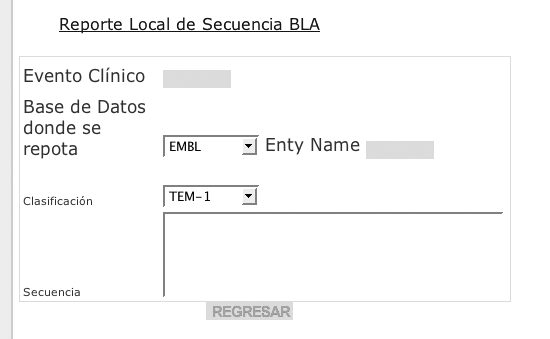 Reporte Local de Secuencia BLA
Evento Clínico
Base de Datos
donde se
repota
EMBL
Enty Name
Clasificación
TEM-1
Secuencia
REGRESAR